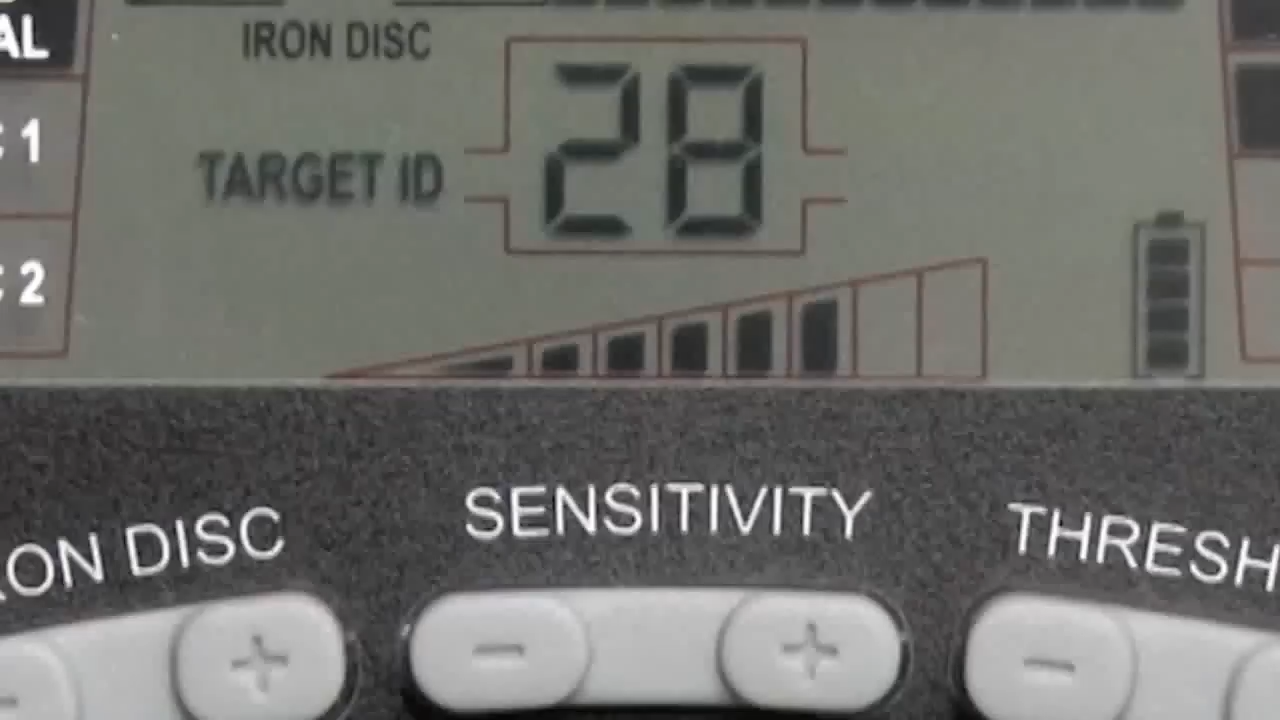 AL
IRON DISC
28
C 1
TARGET ID
C 2
RON DISC
SENSITIVITY
THRESH
- + - + -